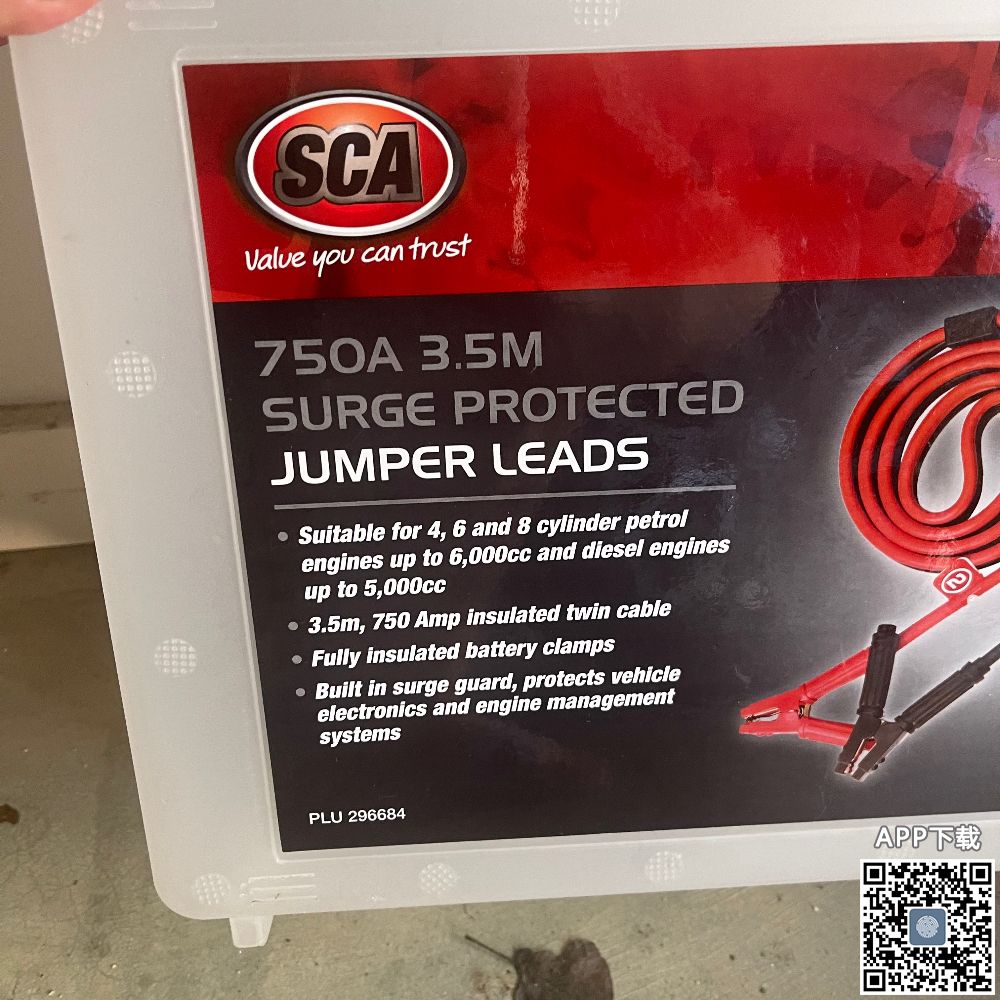 SCA
Value you can trust
750A 3.5M
SURGE PROTECTED
JUMPER LEADS
• Suitable for 4, 6 and 8 cylinder petrol
engines up to 6,000cc and diesel engines
up to 5,000cc
• 3.5m, 750 Amp insulated twin cable
• Fully insulated battery clamps
• Built in surge guard, protects vehicle
electronics and engine management
systems
2
PLU 296684
APP下载